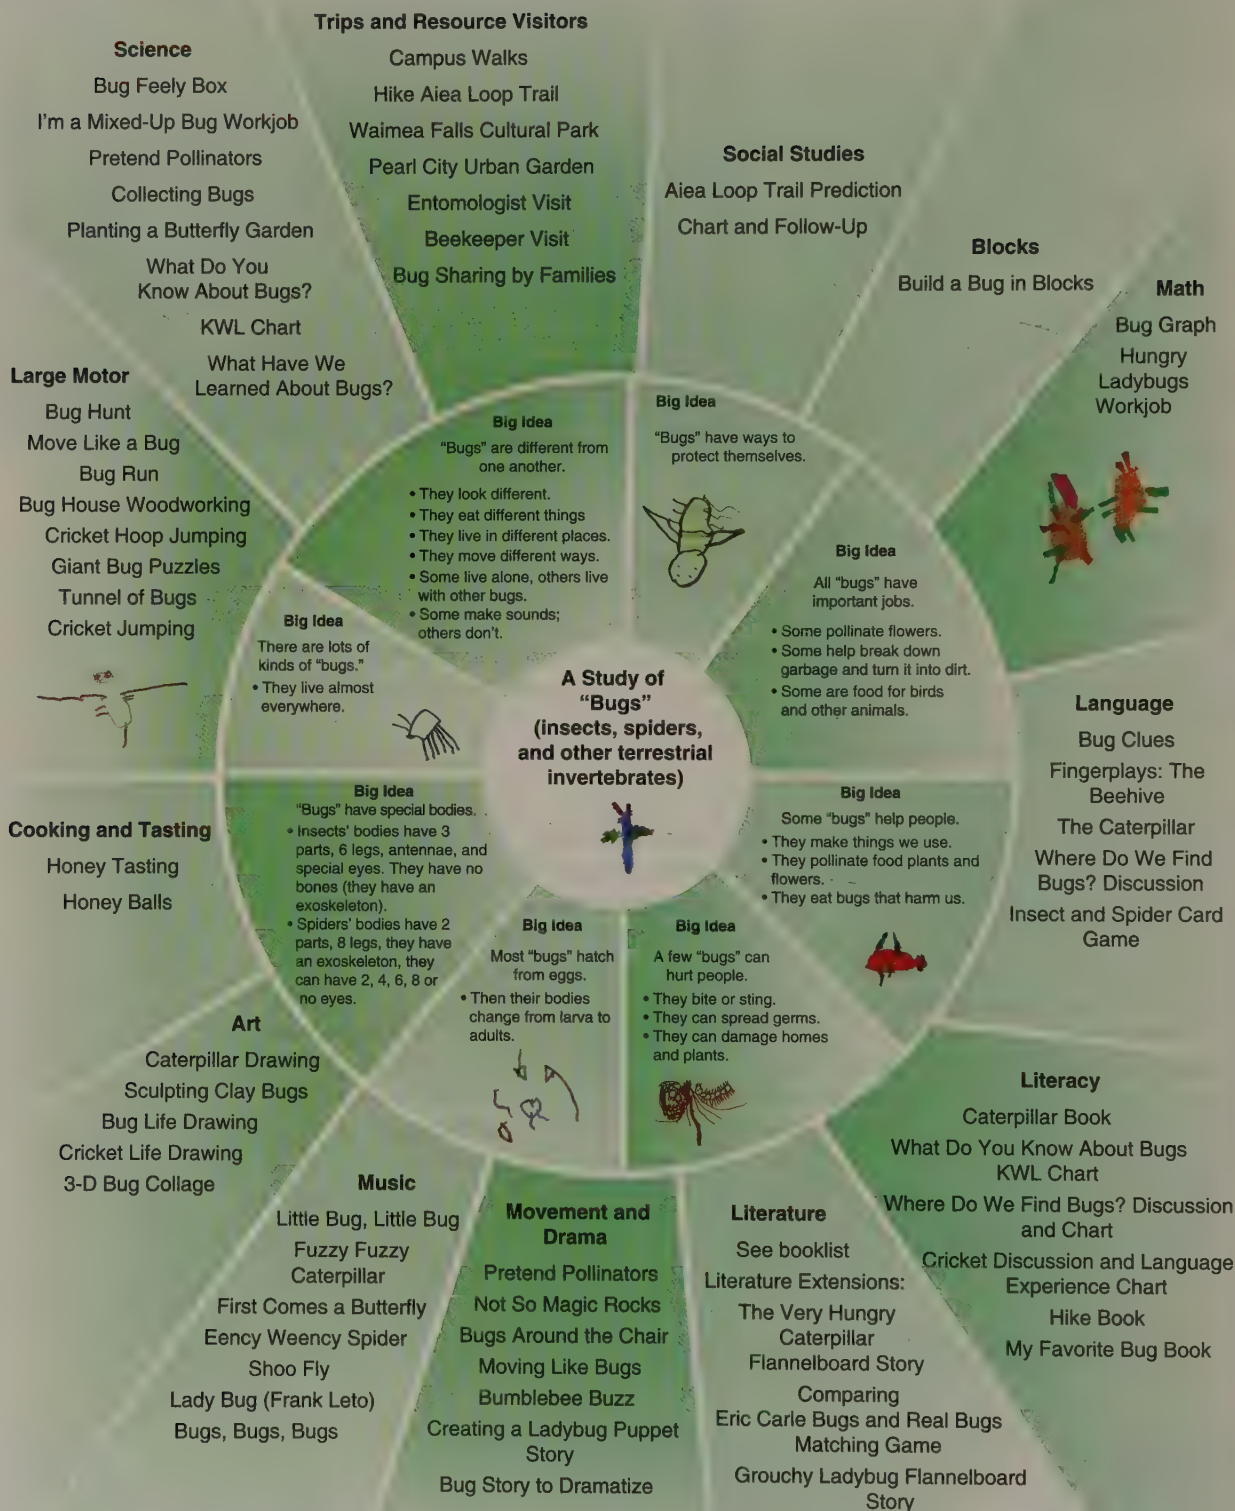 Trips and Resource Visitors
Campus Walks
Hike Aiea Loop Trail
Waimea Falls Cultural Park
Pearl City Urban Garden
Entomologist Visit
Beekeeper Visit
Bug Sharing by Families
Science
Bug Feely Box
I'm a Mixed-Up Bug Workjob
Pretend Pollinators
Collecting Bugs
Planting a Butterfly Garden
What Do You
Know About Bugs?
KWL Chart
What Have We
Learned About Bugs?
Social Studies
Aiea Loop Trail Prediction
Chart and Follow-Up
Blocks
Build a Bug in Blocks
Math
Bug Graph
Hungry
Ladybugs
Workjob
Large Motor
Bug Hunt
Move Like a Bug
Bug Run
Bug House Woodworking
Cricket Hoop Jumping
Giant Bug Puzzles
Tunnel of Bugs
Cricket Jumping
Big Idea
"Bugs" are different from
one another.
• They look different.
• They eat different things
• They live in different places.
• They move different ways.
• Some live alone, others live
with other bugs.
• Some make sounds;
others don't.
Big Idea
"Bugs" have ways to
protect themselves.
Big Idea
All "bugs" have
important jobs.
• Some pollinate flowers.
• Some help break down
garbage and turn it into dirt.
• Some are food for birds
and other animals.
Big Idea
There are lots of
kinds of "bugs."
• They live almost
everywhere.
A Study of
"Bugs"
(insects, spiders,
and other terrestrial
invertebrates)
Language
Bug Clues
Fingerplays: The
Beehive
The Caterpillar
Where Do We Find
Bugs? Discussion
Insect and Spider Card
Game
Cooking and Tasting
Honey Tasting
Honey Balls
Big Idea
"Bugs" have special bodies.
• Insects' bodies have 3
parts, 6 legs, antennae, and
special eyes. They have no
bones (they have an
exoskeleton).
• Spiders' bodies have 2
parts, 8 legs, they have
an exoskeleton, they
can have 2, 4, 6, 8 or
no eyes.
Big Idea
Some "bugs" help people.
• They make things we use.
• They pollinate food plants and
flowers.
• They eat bugs that harm us.
Big Idea
Most "bugs" hatch
from eggs.
• Then their bodies
change from larva to
adults.
Big Idea
A few "bugs" can
hurt people.
• They bite or sting.
• They can spread germs.
• They can damage homes
and plants.
Art
Caterpillar Drawing
Sculpting Clay Bugs
Bug Life Drawing
Cricket Life Drawing
3-D Bug Collage
Music
Little Bug, Little Bug
Fuzzy Fuzzy
Caterpillar
First Comes a Butterfly
Eency Weency Spider
Shoo Fly
Lady Bug (Frank Leto)
Bugs, Bugs, Bugs
Movement and
Drama
Pretend Pollinators
Not So Magic Rocks
Bugs Around the Chair
Moving Like Bugs
Bumblebee Buzz
Creating a Ladybug Puppet
Story
Bug Story to Dramatize
Literature
See booklist
Literature Extensions:
The Very Hungry
Caterpillar
Flannelboard Story
Comparing
Eric Carle Bugs and Real Bugs
Matching Game
Grouchy Ladybug Flannelboard
Story
Literacy
Caterpillar Book
What Do You Know About Bugs
KWL Chart
Where Do We Find Bugs? Discussion
and Chart
Cricket Discussion and Language
Experience Chart
Hike Book
My Favorite Bug Book